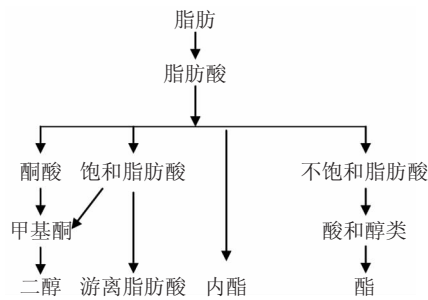 脂肪
脂肪酸
酮酸 饱和脂肪酸 不饱和脂肪酸
甲基酮 酸和醇类
二醇 游离脂肪酸 内酯 酯